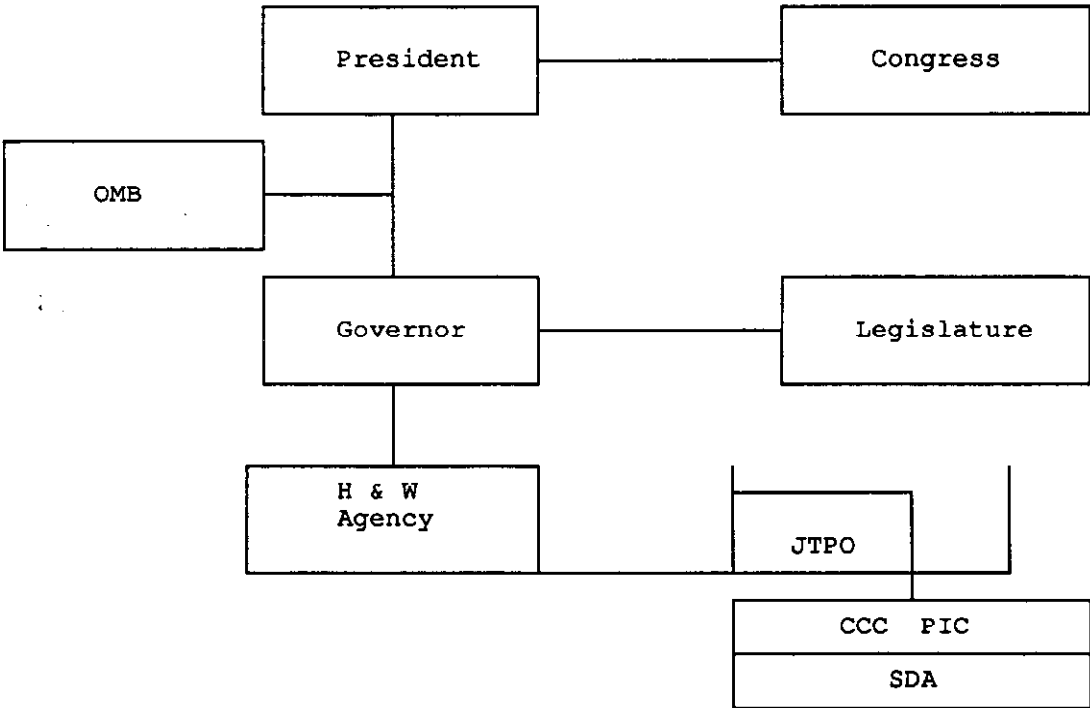 President
Congress
OMB
Governor
Legislature
H & W
Agency
JTPO
CCC PIC
SDA